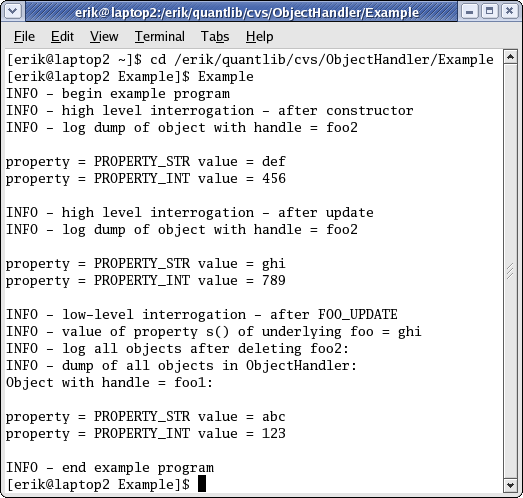 erik@laptop2:/erik/quantlib/cvs/ObjectHandler/Example
File Edit View Terminal Tabs Help
[erik@laptop2 ~]$ cd /erik/quantlib/cvs/ObjectHandler/Example
[erik@laptop2 Example]$ Example
INFO - begin example program
INFO - high level interrogation - after constructor
INFO - log dump of object with handle = foo2
property = PROPERTY_STR value = def
property = PROPERTY_INT value = 456
INFO - high level interrogation - after update
INFO - log dump of object with handle = foo2
property = PROPERTY_STR value = ghi
property = PROPERTY_INT value = 789
INFO - low-level interrogation - after FOO_UPDATE
INFO - value of property s() of underlying foo = ghi
INFO - log all objects after deleting foo2:
INFO - dump of all objects in ObjectHandler:
Object with handle = foo1:
property = PROPERTY_STR value = abc
property = PROPERTY_INT value = 123
INFO - end example program
[erik@laptop2 Example]$